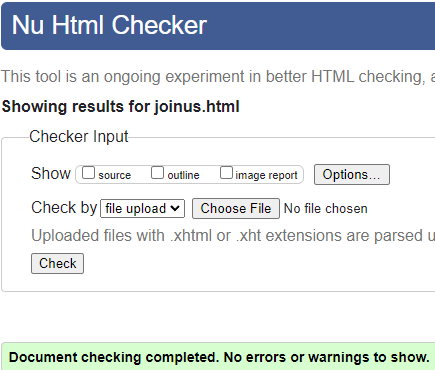 Nu Html Checker
This tool is an ongoing experiment in better HTML checking, a
Showing results for joinus.html
Checker Input
Show source outline image report Options...
Check by file upload Choose File No file chosen
Uploaded files with .xhtml or .xht extensions are parsed u
Check
Document checking completed. No errors or warnings to show.